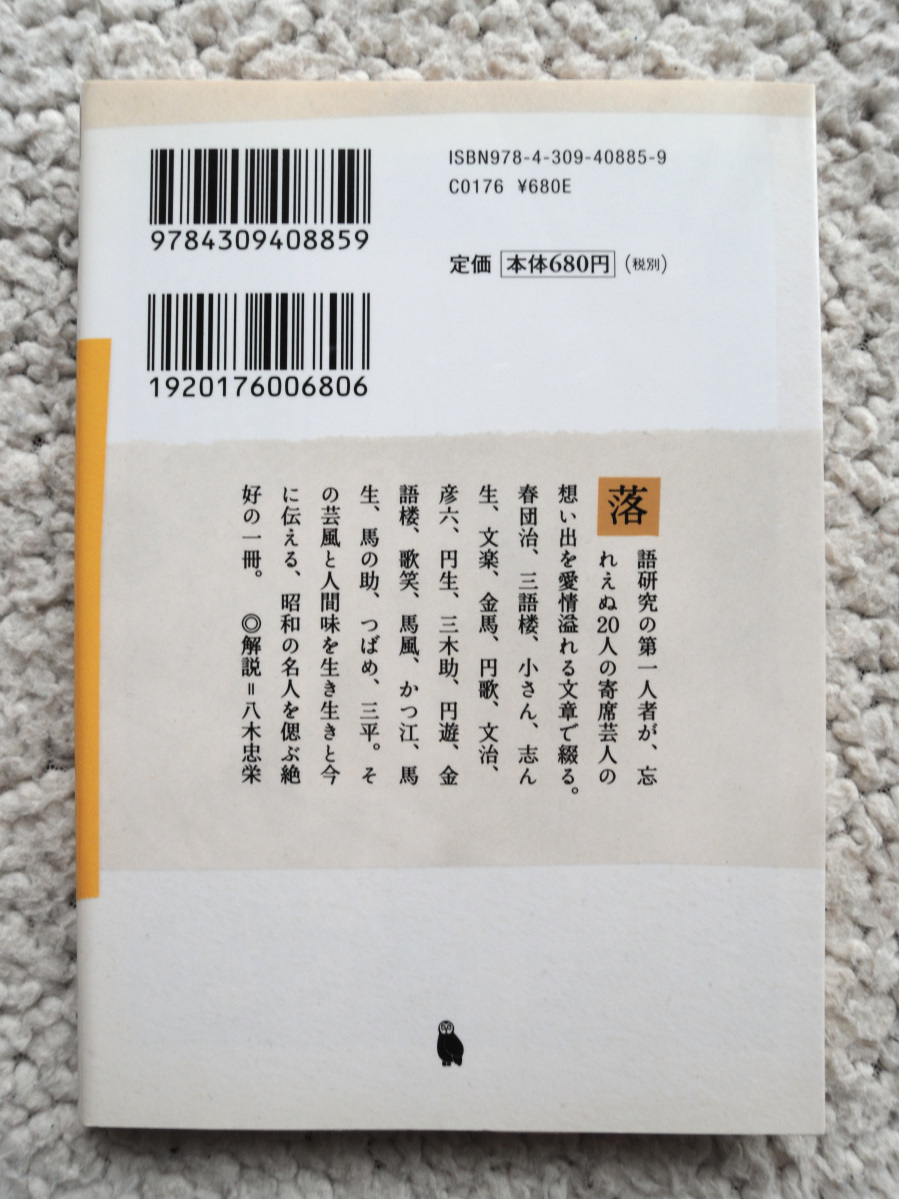 ISBN978-4-309-40885-9
C0176 ¥680E
定価 本体680円 (税別)
9784309408859
1920176006806
落語研究の第一人者が、忘
れえぬ20人の寄席芸人の
想い出を愛情溢れる文章で綴る。
春団治、三語楼、小さん、志ん
生、文楽、金馬、円歌、文治、
彦六、円生、三木助、円遊、金
語楼、歌笑、馬風、かつ江、馬
生、馬の助、つばめ、三平。そ
の芸風と人間味を生き生きと今
に伝える、昭和の名人を偲ぶ絶
好の一冊。 ◎解説=八木忠栄